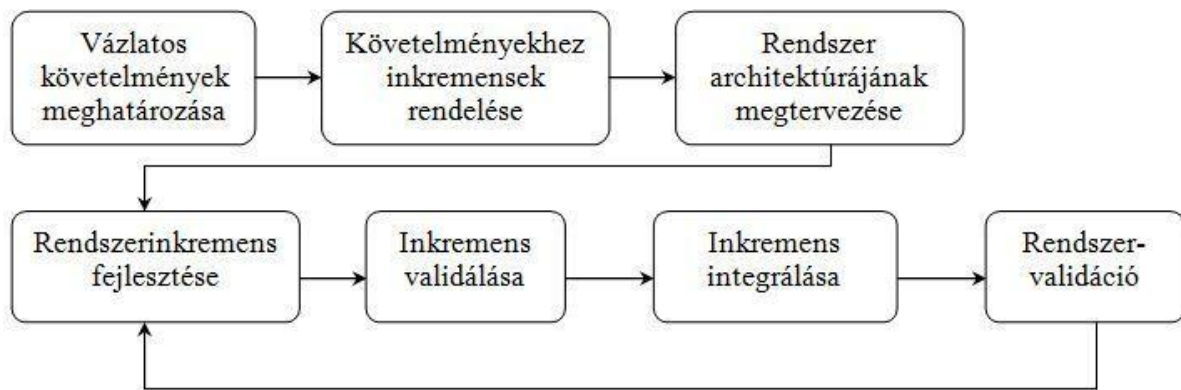 Vázlatos
követelmények
meghatározása
Követelményekhez
inkremensek
rendelése
Rendszer
architektúrájának
megtervezése
Rendszerinkremens
fejlesztése
Inkremens
validálása
Inkremens
integrálása
Rendszer-
validáció